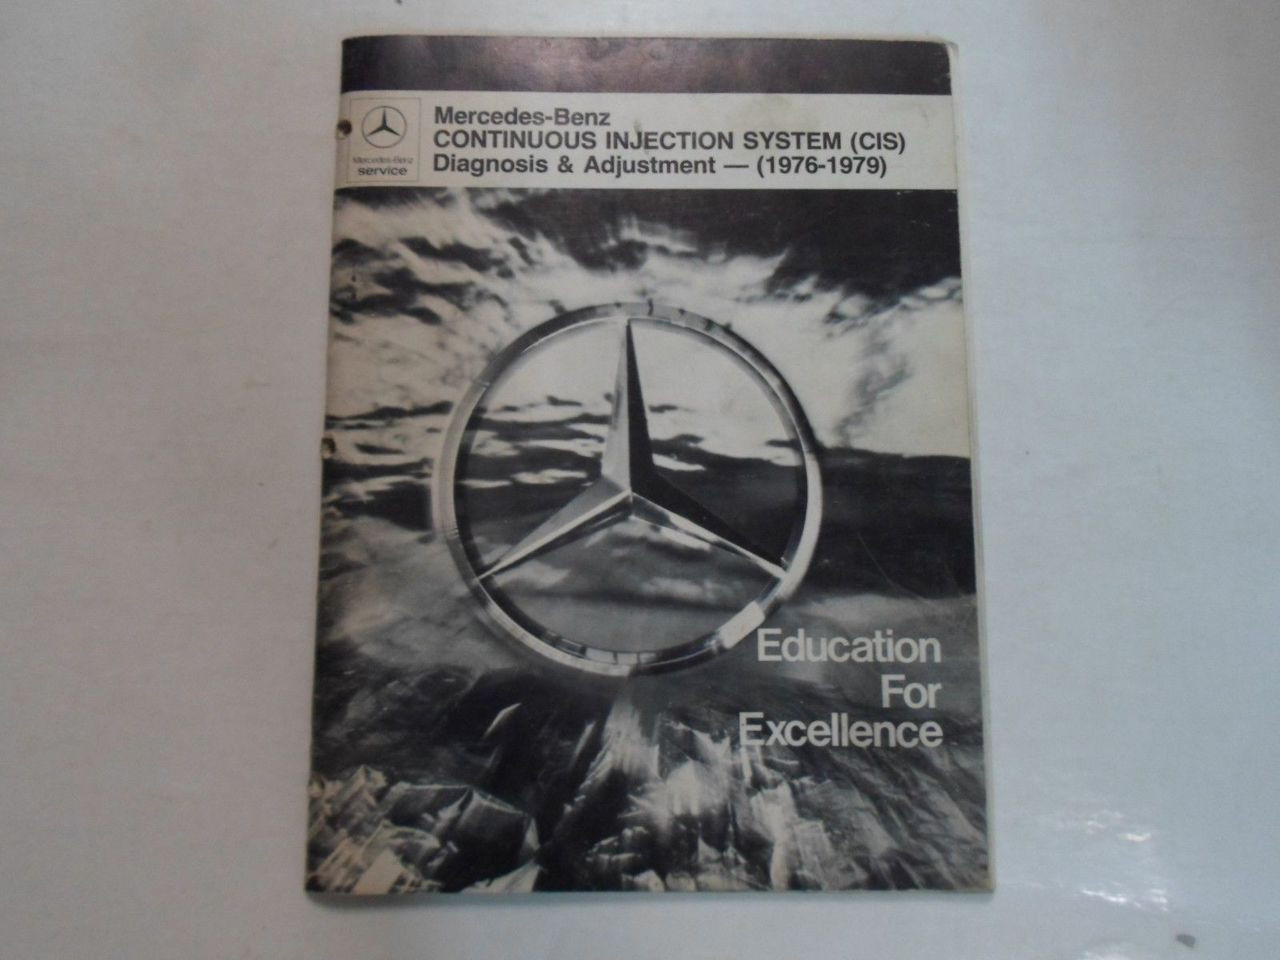 Mercedes-Benz
CONTINUOUS INJECTION SYSTEM (CIS)
Diagnosis & Adjustment — (1976-1979)
Mercedes-Benz
service
Education
For
Excellence